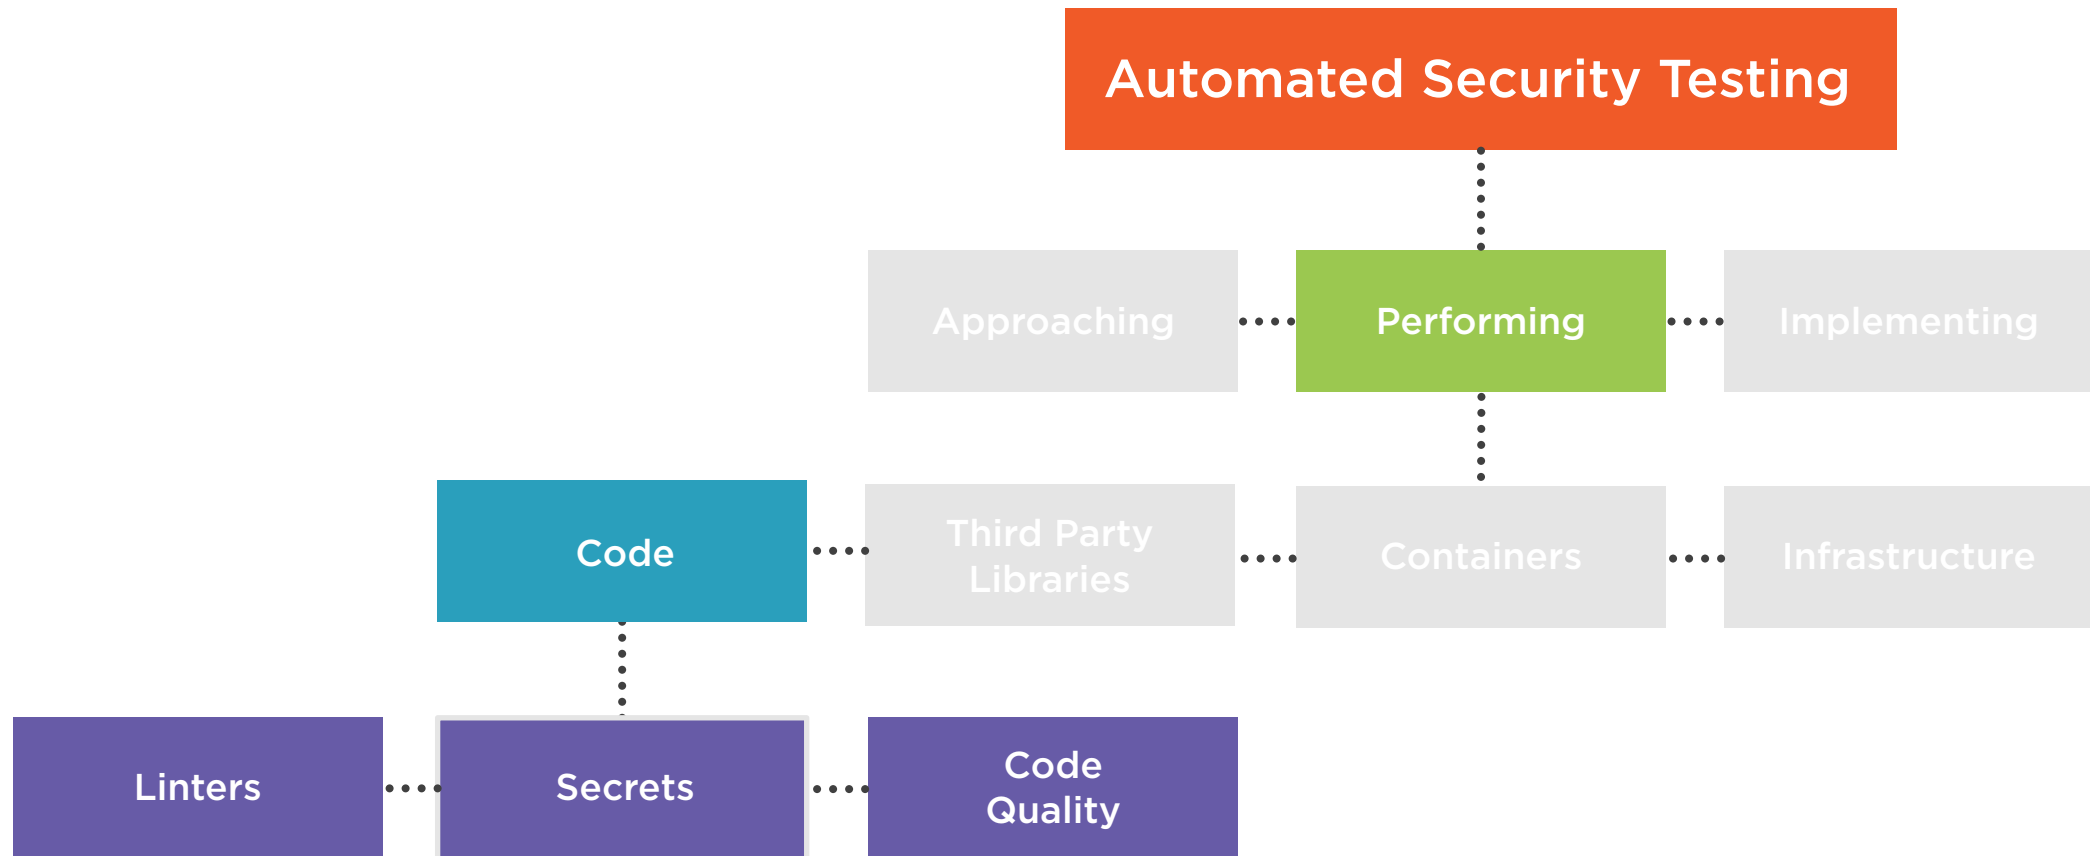 Automated Security Testing
Approaching
Performing
Implementing
Code
Third Party
Libraries
Containers
Infrastructure
Linters
Secrets
Code
Quality